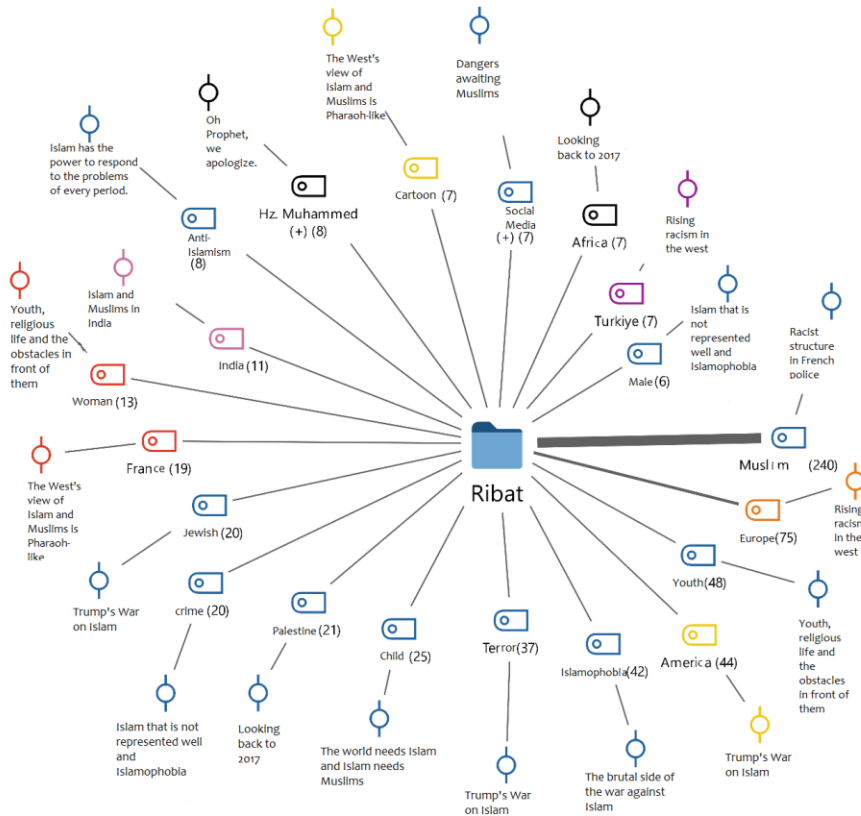 The West's
view of
Islam and
Muslims is
Pharaoh-like
Dangers
awaiting
Muslims
Oh
Prophet,
we
apologize.
Looking
back to 2017
Islam has the
power to respond
to the problems
of every period.
Cartoon (7)
Hz. Muhammed
(+) (8)
Social
Media
(+) (7)
Africa (7)
Rising
racism in
the west
Anti-
Islamism
(8)
Islam and
Muslims in
India
Islam that is
not
represented
well and
Islamophobia
Youth,
religious
life and the
obstacles in
front of
them
Turkiye (7)
Racist
structure
in French
police
India (11)
Male (6)
Woman (13)
France (19)
Muslim (240)
Ribat
The West's
view of
Islam and
Muslims is
Pharaoh-
like
Jewish (20)
Europe(75)
Rising
racism
in the
west
Youth(48)
Trump's War
on Islam
crime (20)
Palestine (21)
Child (25)
Terror(37)
Islamophobia(42)
America (44)
Youth,
religious
life and
the
obstacles
in front of
them
Islam that is not
represented well
and
Islamophobia
Looking
back to
2017
The world needs Islam
and Islam needs
Muslims
Trump's War
on Islam
The brutal side of
the war against
Islam
Trump's War
on Islam